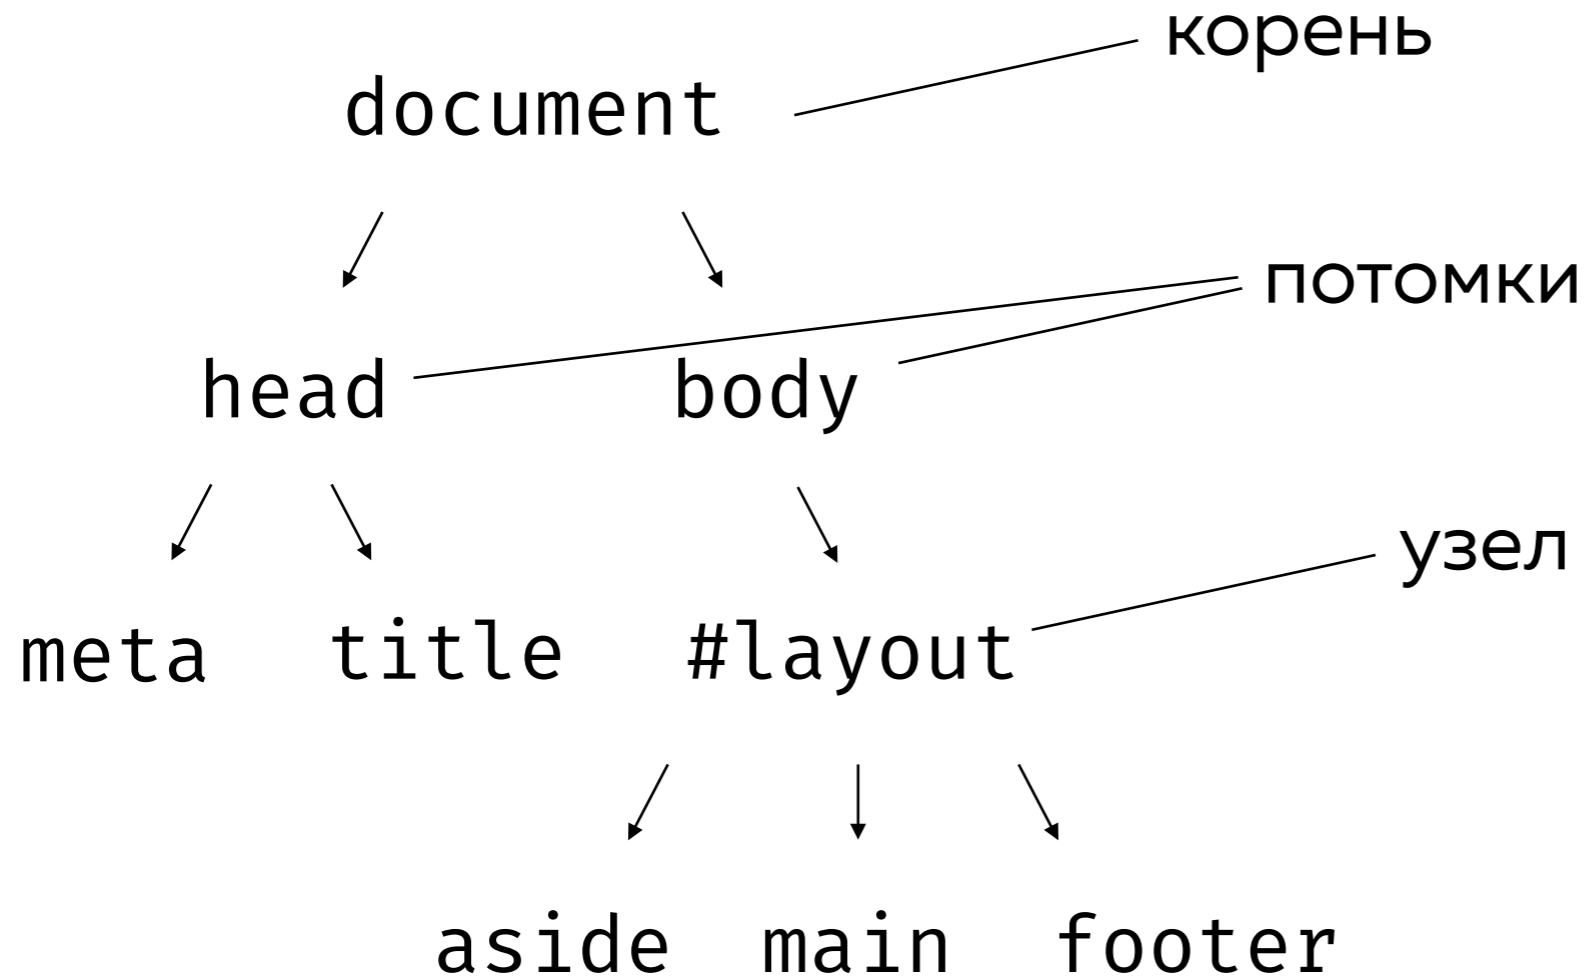 корень
document
потомки
head body
узел
meta title #layout
aside main footer